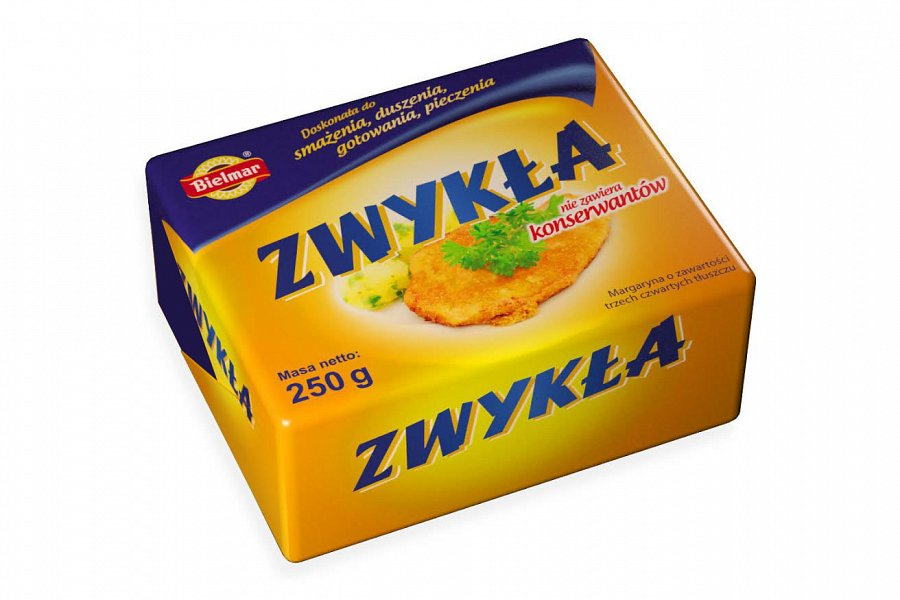 Doskonała do
smażenia, duszenia,
gotowania, pieczenia
Bielmar®
ZWYKŁA
nie zawiera
konserwantów
Margaryna o zawartości
trzech czwartych tłuszczu
Masa netto:
250 g
ZWYKŁA
ZWYKŁA